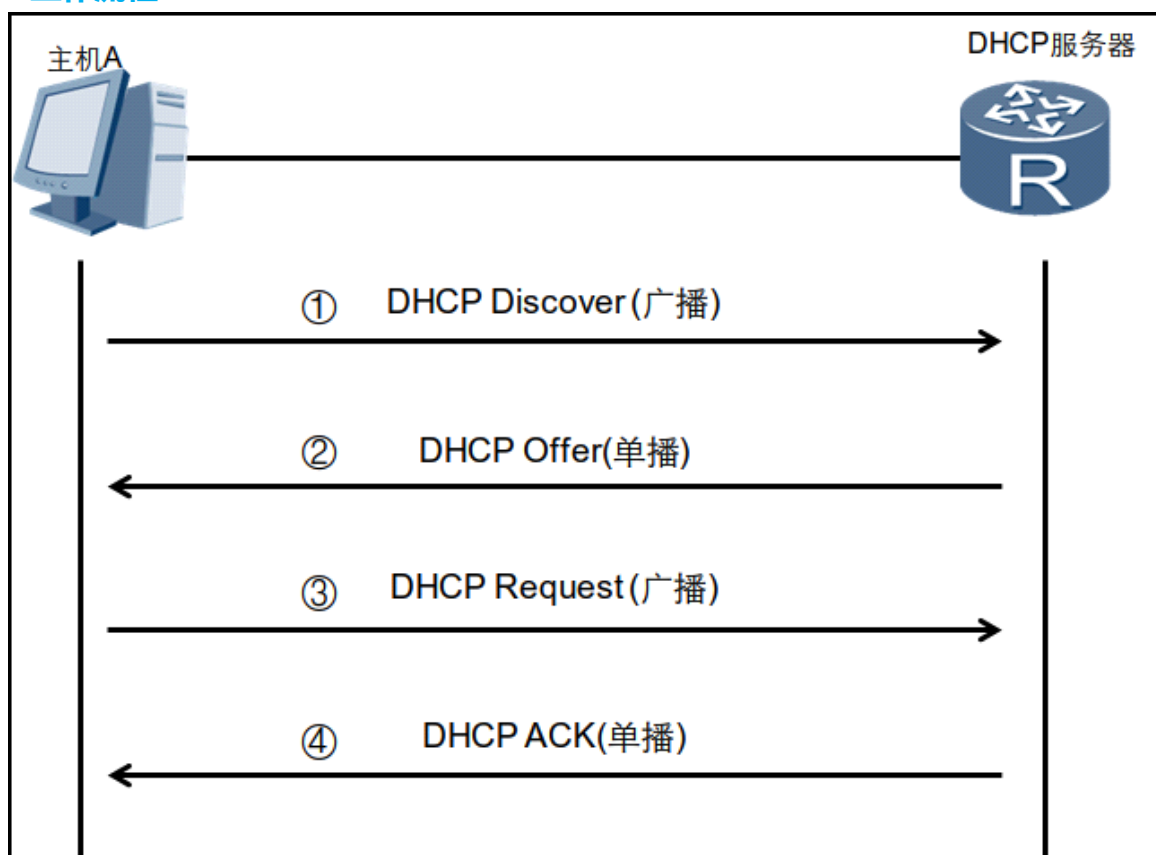 主机A
DHCP服务器
R
① DHCP Discover(广播)
② DHCP Offer(单播)
③ DHCP Request(广播)
④ DHCP ACK(单播)